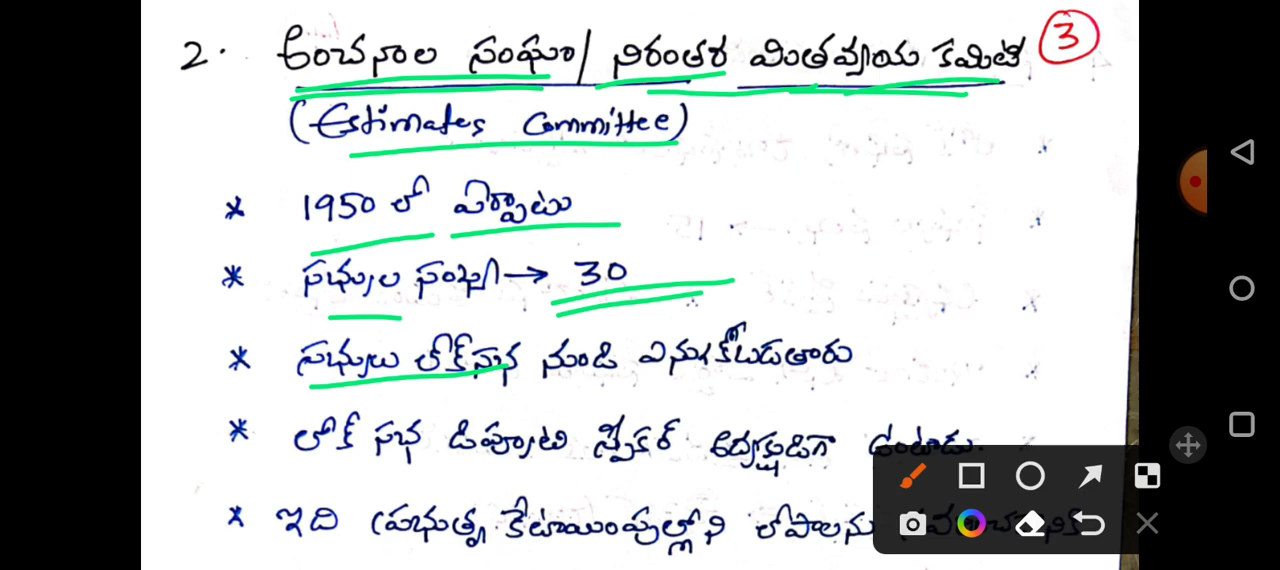 2. అంచనాల సంఘం/ నిరంతర మితవ్యయ కమిటీ 3
(Estimates Committee)
* 1950 లో ఏర్పాటు
* సభ్యుల సంఖ్య → 30
* సభ్యులు లోక్‌సభ నుండి ఎన్నుకోబడతారు
* లోక్ సభ డిప్యూటి స్పీకర్ అధ్యక్షుడిగా ఉంటాడు.
* ఇది ప్రభుత్వ కేటాయింపుల్లోని లోపాలను